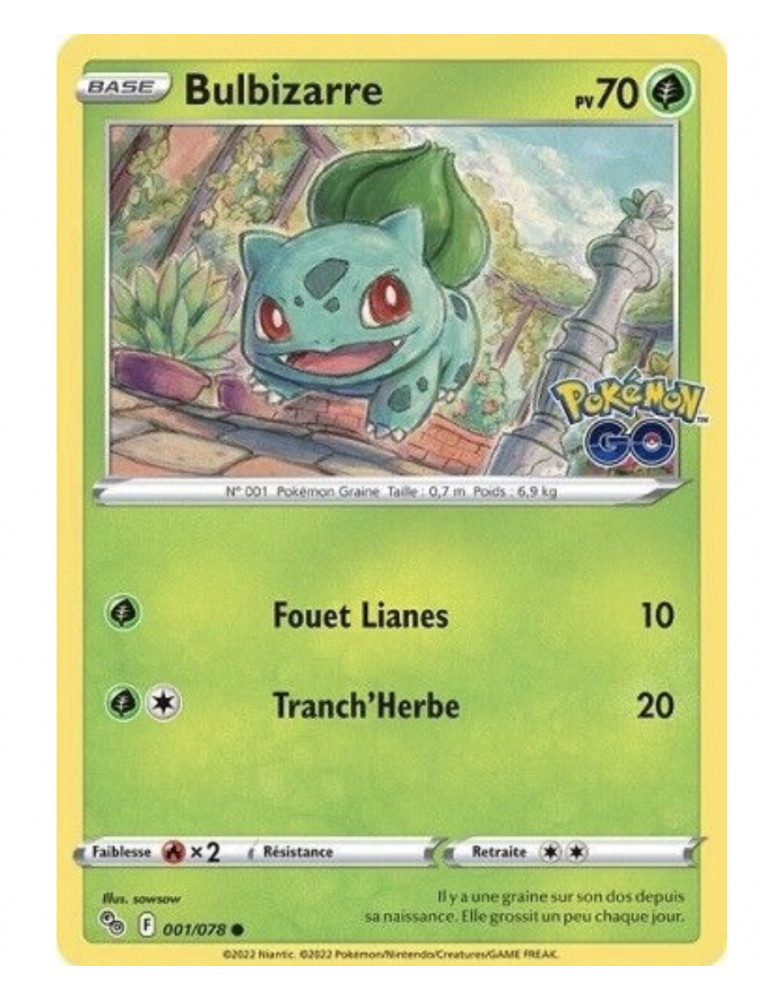 BASE Bulbizarre PV 70
POKÉMON
GO
N° 001 Pokémon Graine Taille : 0,7 m Poids : 6,9 kg
Fouet Lianes 10
Tranch'Herbe 20
Faiblesse ×2 Résistance Retraite
Illus. sowsow
Il y a une graine sur son dos depuis
sa naissance. Elle grossit un peu chaque jour.
F 001/078
©2022 Niantic. ©2022 Pokémon/Nintendo/Creatures/GAME FREAK.